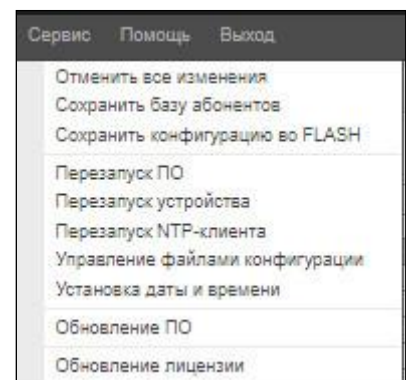 Сервис Помощь Выход
Отменить все изменения
Сохранить базу абонентов
Сохранить конфигурацию во FLASH
Перезапуск ПО
Перезапуск устройства
Перезапуск NTP-клиента
Управление файлами конфигурации
Установка даты и времени
Обновление ПО
Обновление лицензии